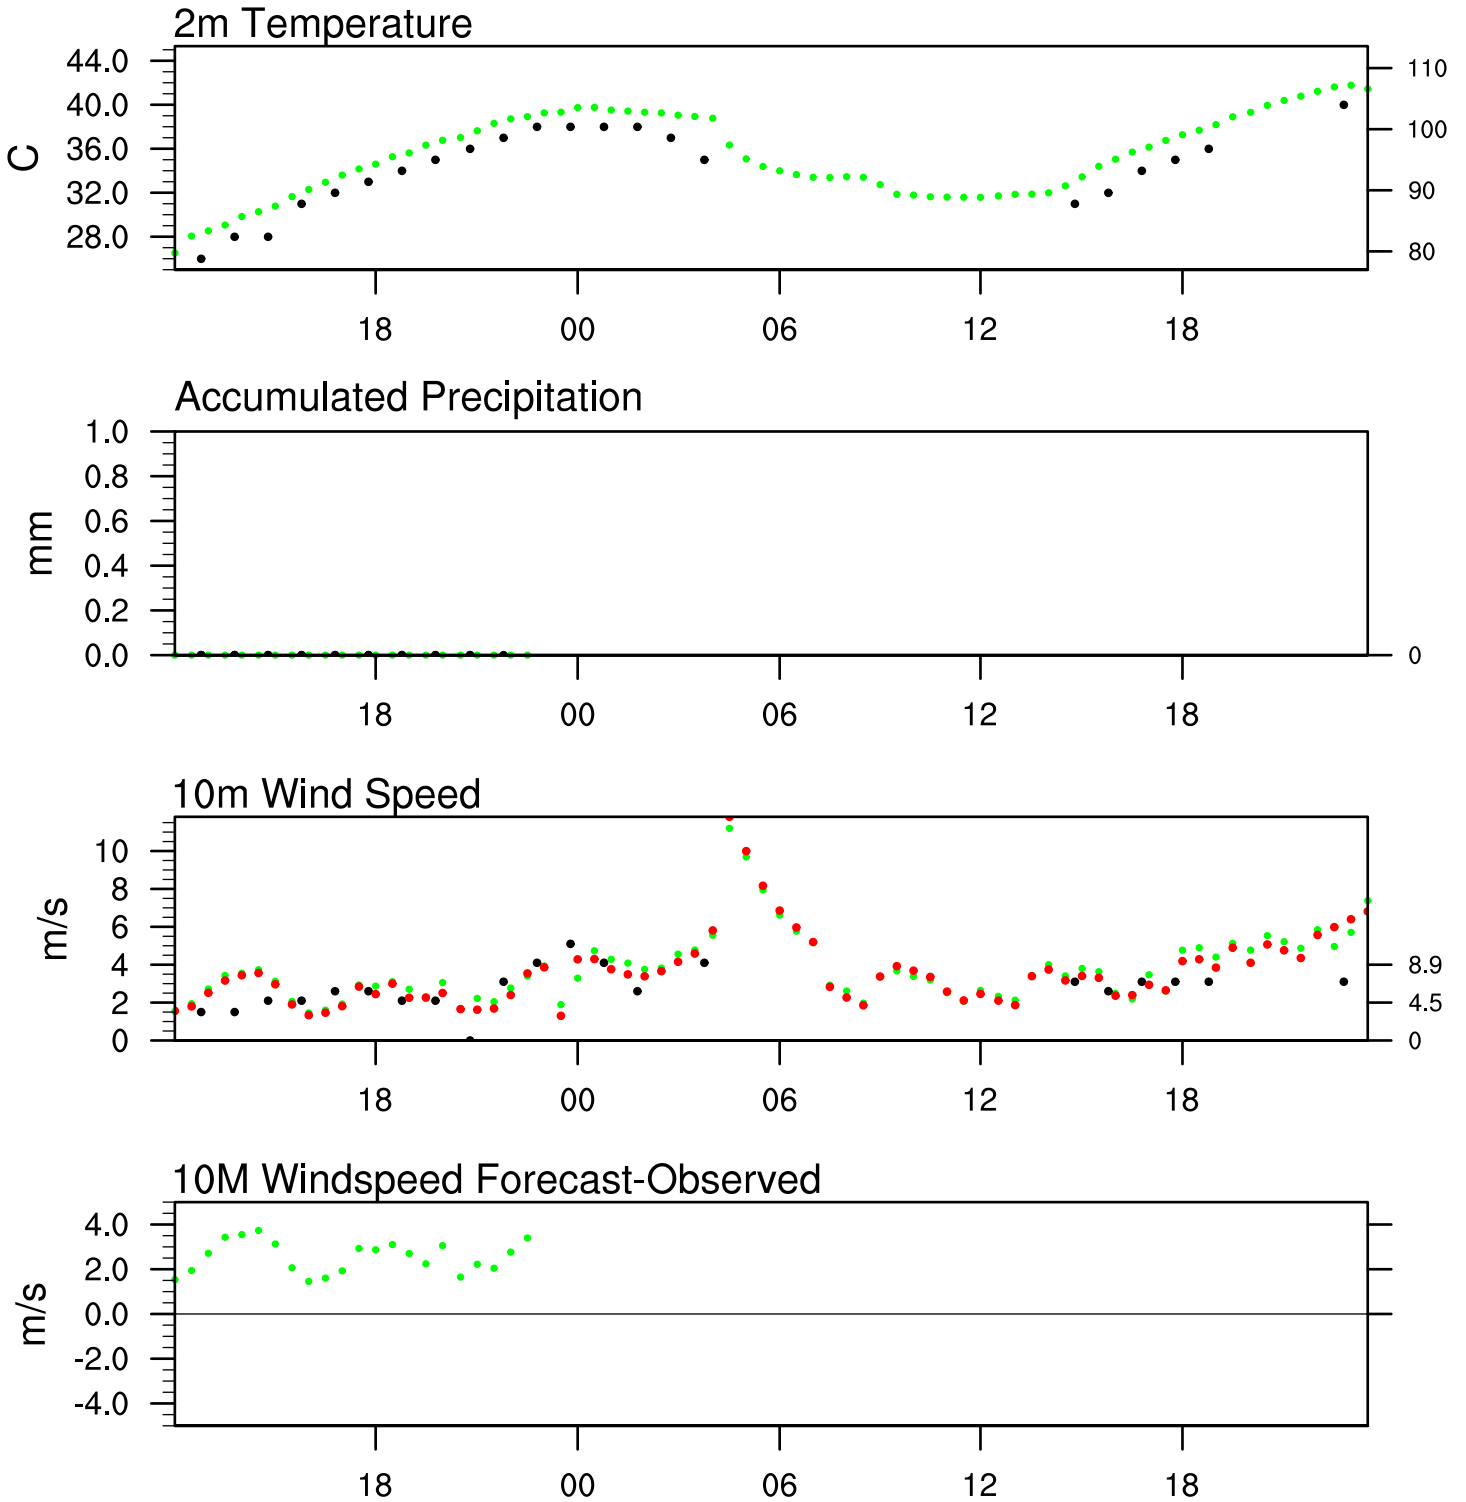 2m Temperature
44.0
40.0
36.0
32.0
28.0
C
110
100
90
80
18 00 06 12 18
Accumulated Precipitation
1.0
0.8
0.6
0.4
0.2
0.0
mm
0
18 00 06 12 18
10m Wind Speed
10
8
6
4
2
0
m/s
8.9
4.5
0
18 00 06 12 18
10M Windspeed Forecast-Observed
4.0
2.0
0.0
-2.0
-4.0
m/s
18 00 06 12 18